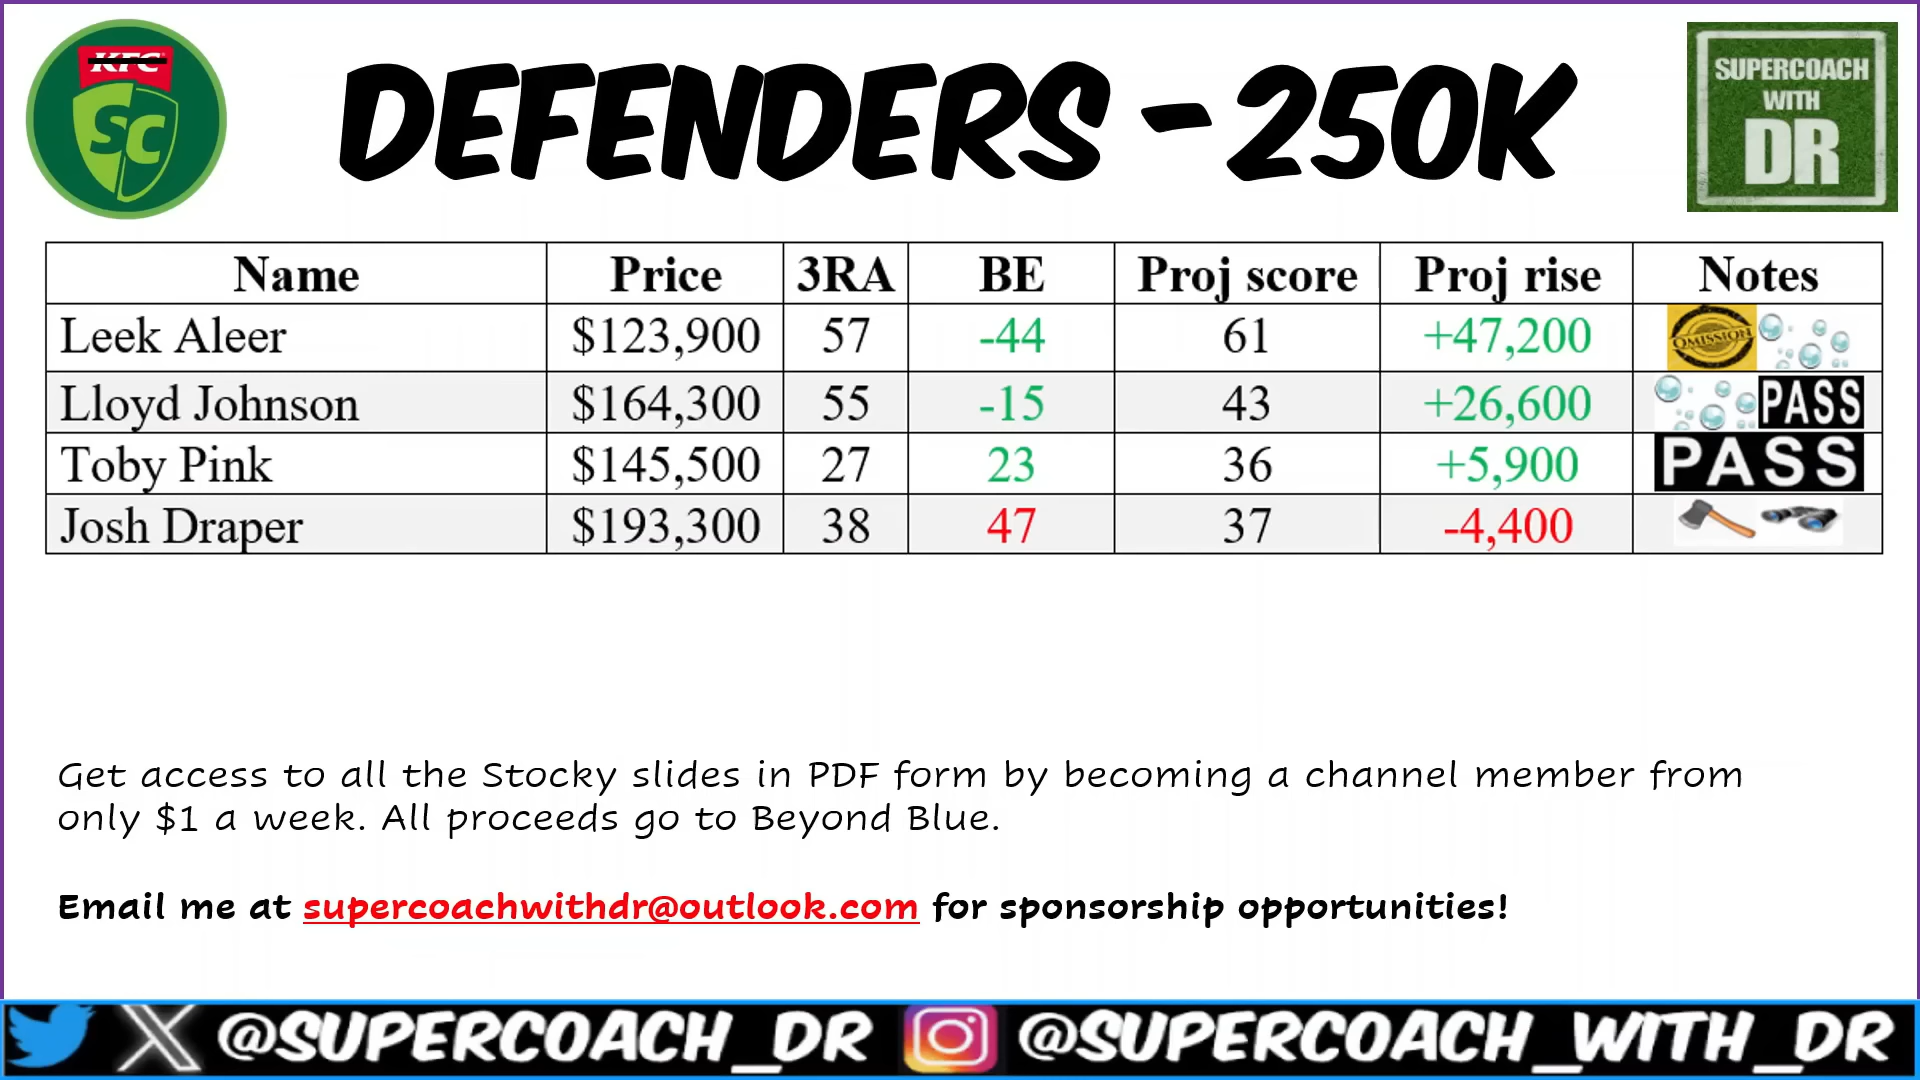 KFC
SC
DEFENDERS - 250K
SUPERCOACH
WITH
DR
Name Price 3RA BE Proj score Proj rise Notes
Leek Aleer $123,900 57 -44 61 +47,200 OMISSION
Lloyd Johnson $164,300 55 -15 43 +26,600 PASS
Toby Pink $145,500 27 23 36 +5,900 PASS
Josh Draper $193,300 38 47 37 -4,400
Get access to all the Stocky slides in PDF form by becoming a channel member from
only $1 a week. All proceeds go to Beyond Blue.
Email me at supercoachwithdr@outlook.com for sponsorship opportunities!
@SUPERCOACH_DR @SUPERCOACH_WITH_DR